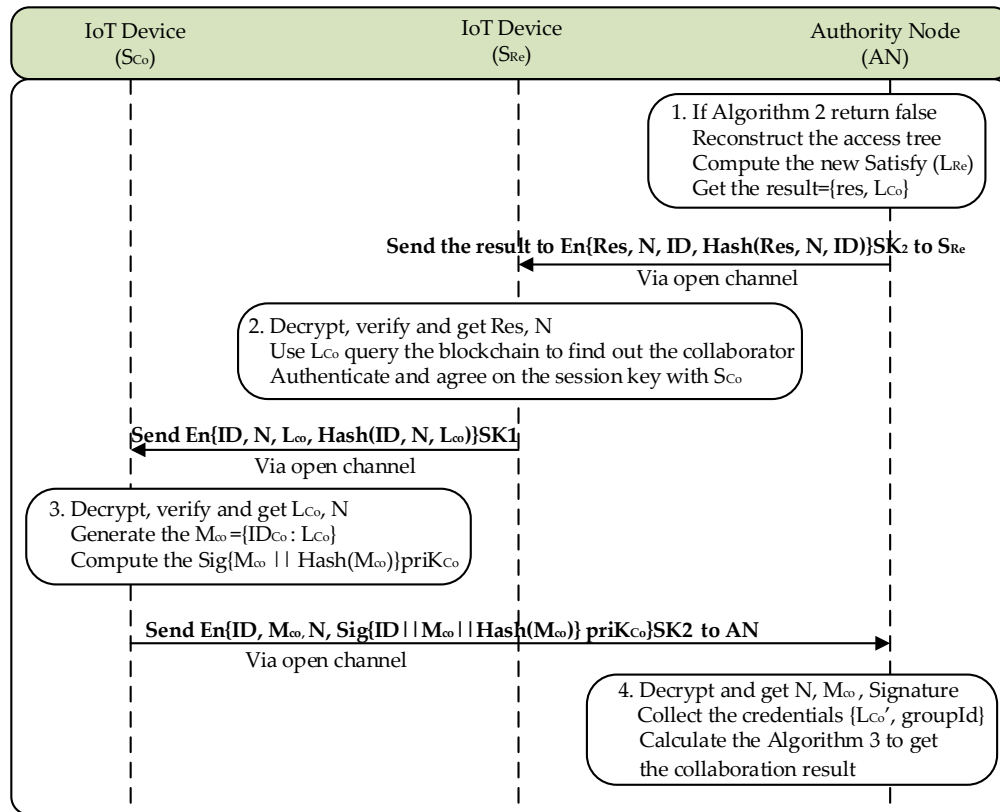 IoT Device
(SCo)
IoT Device
(SRe)
Authority Node
(AN)
1. If Algorithm 2 return false
Reconstruct the access tree
Compute the new Satisfy (LRe)
Get the result={res, LCo}
Send the result to En{Res, N, ID, Hash(Res, N, ID)}SK2 to SRe
Via open channel
2. Decrypt, verify and get Res, N
Use LCo query the blockchain to find out the collaborator
Authenticate and agree on the session key with SCo
Send En{ID, N, Lco, Hash(ID, N, Lco)}SK1
Via open channel
3. Decrypt, verify and get LCo, N
Generate the Mco={IDCo : LCo}
Compute the Sig{Mco || Hash(Mco)}priKCo
Send En{ID, Mco, N, Sig{ID||Mco||Hash(Mco)} priKCo}SK2 to AN
Via open channel
4. Decrypt and get N, Mco, Signature
Collect the credentials {LCo’, groupId}
Calculate the Algorithm 3 to get
the collaboration result